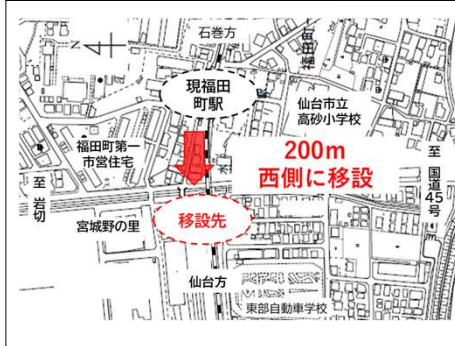 石巻方
福田町
現福田
町駅
仙台市立
高砂小学校
福田町第一
市営住宅
200m
西側に移設
至 岩切
至 国道45号
宮城野の里
移設先
仙台方
東部自動車学校